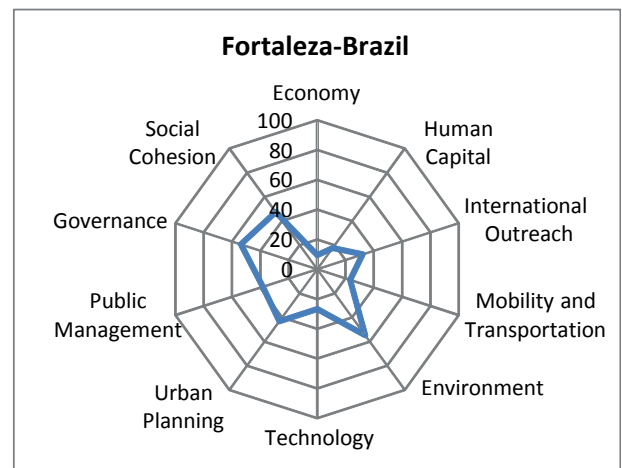 Fortaleza-Brazil
Economy
Human
Capital
International
Outreach
Mobility and
Transportation
Environment
Technology
Urban
Planning
Public
Management
Governance
Social
Cohesion
100
80
60
40
20
0